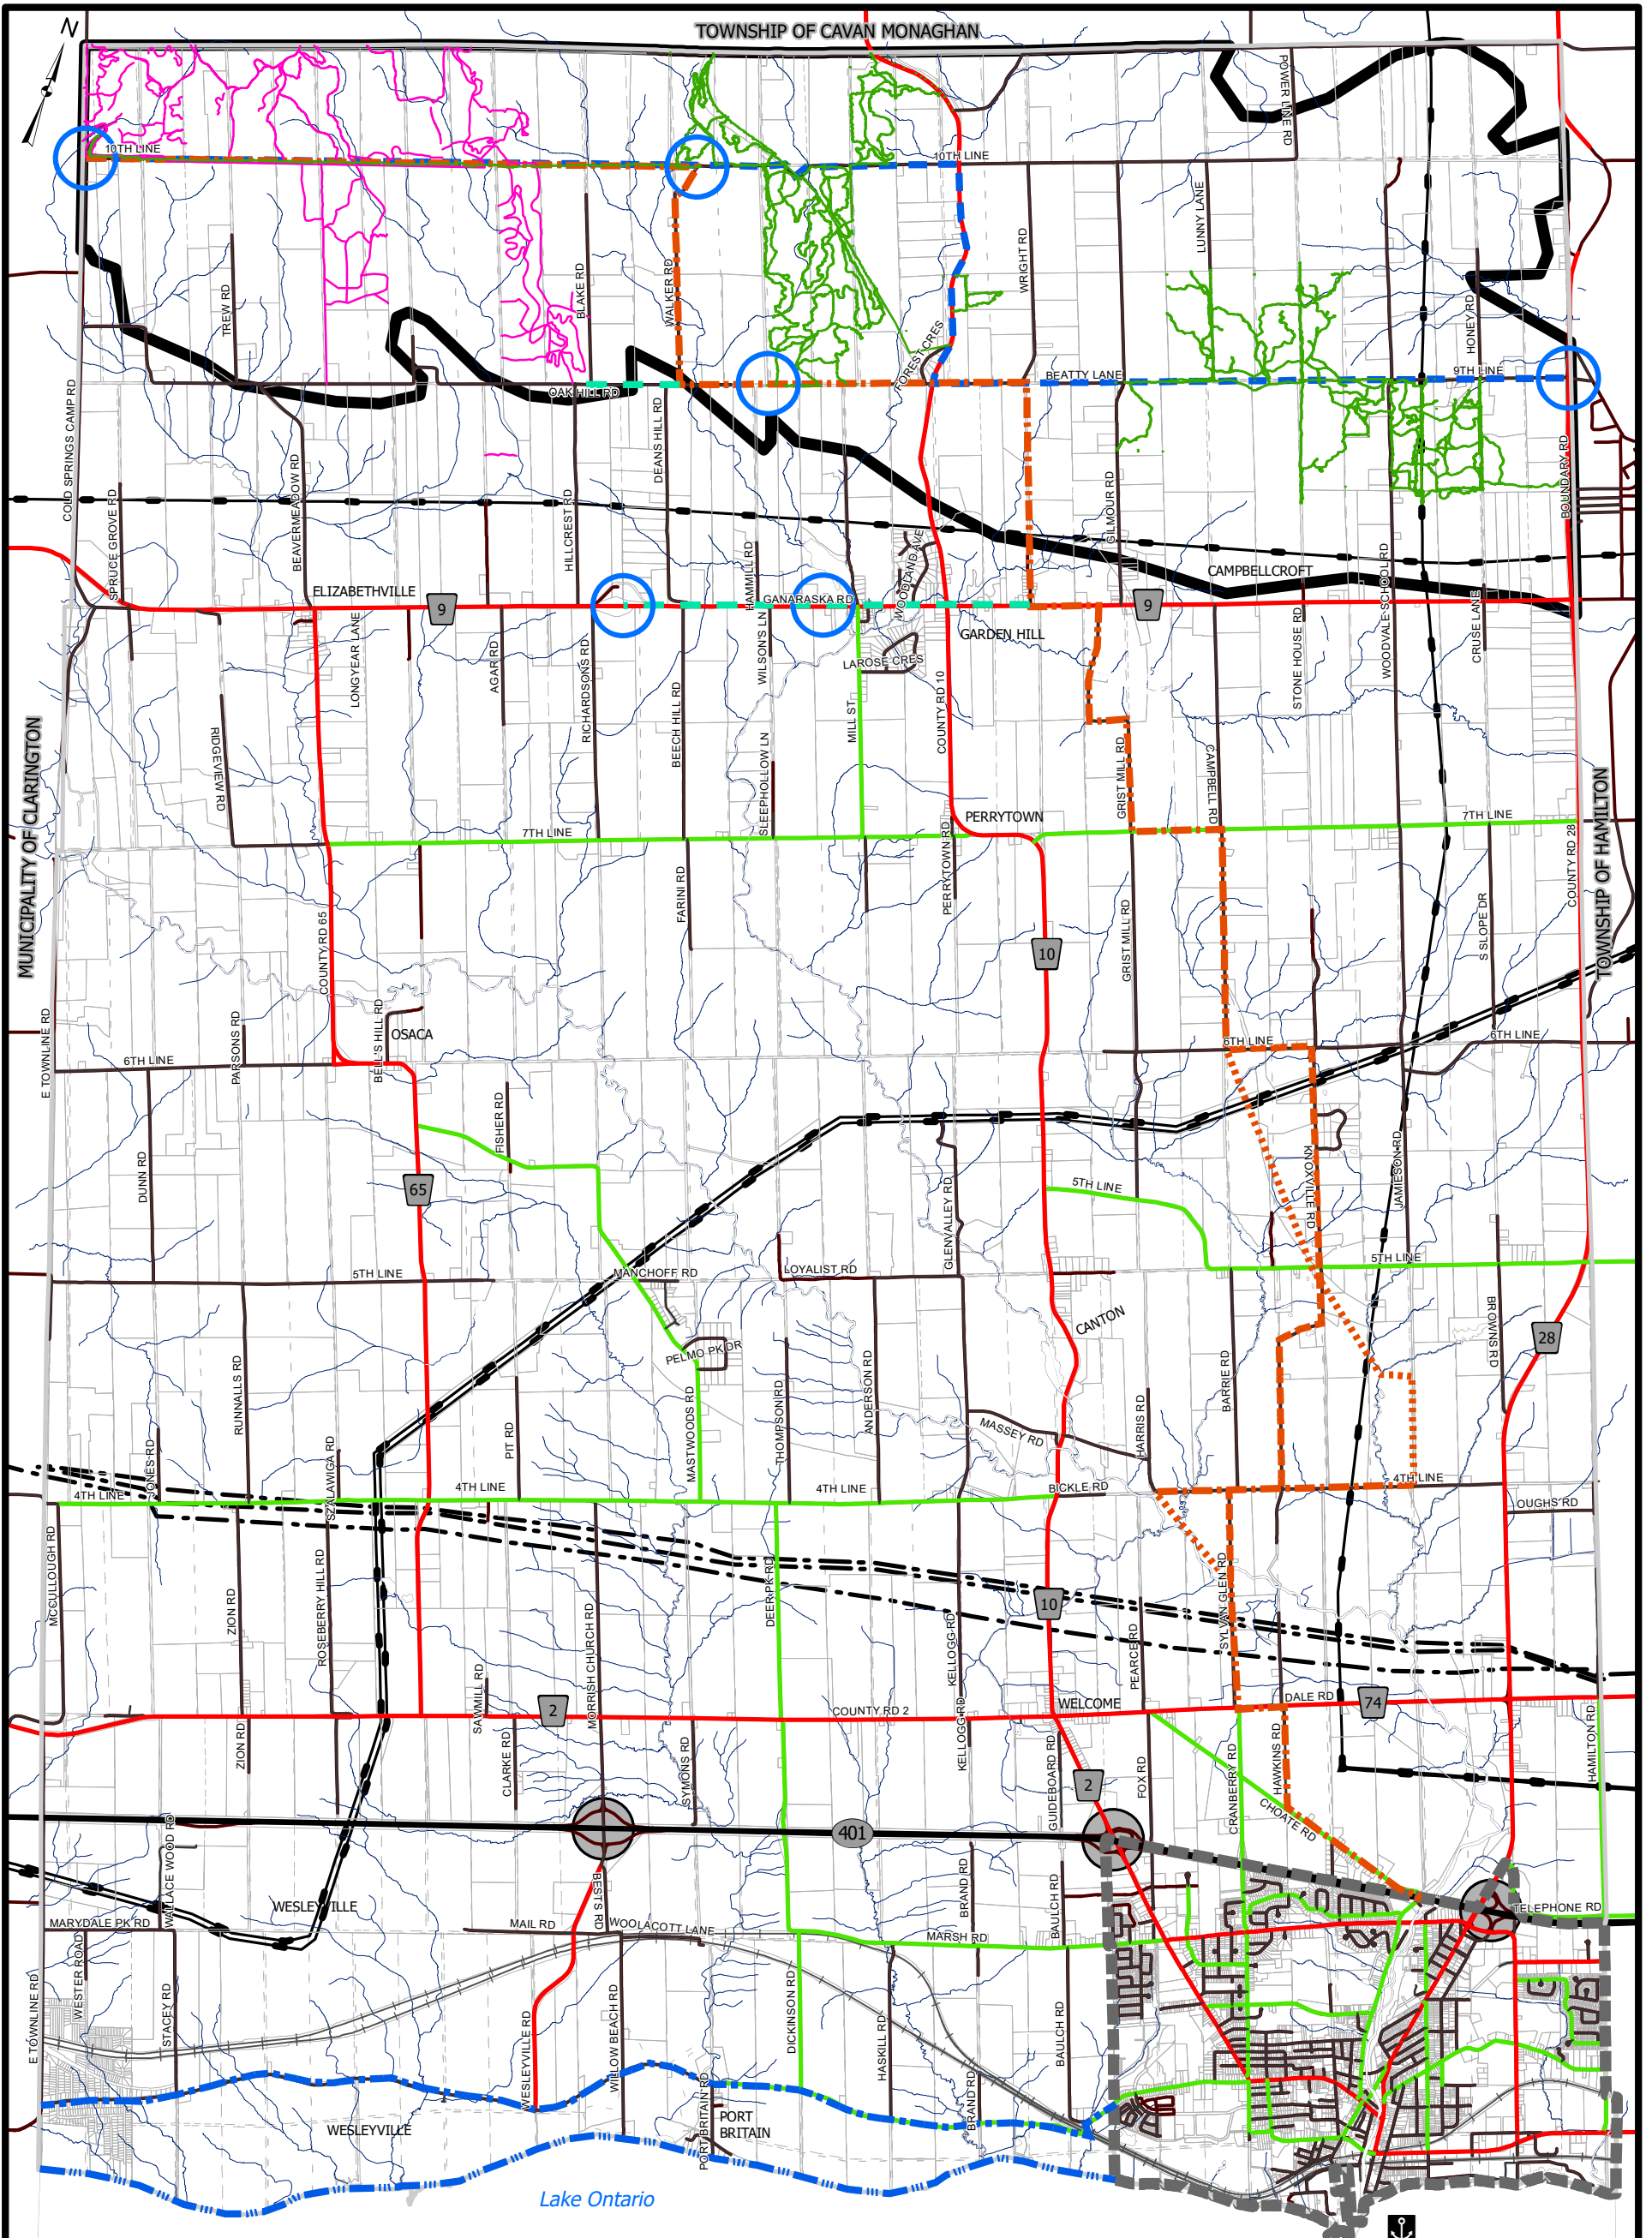 TOWNSHIP OF CAVAN MONAGHAN
N
POWER LINE RD
10TH LINE
10TH LINE
LUNNY LANE
WRIGHT RD
TREW RD
BLAKE RD
WALKER RD
HONEY RD
FOREST CRES
BEATTY LANE
9TH LINE
OAK HILL RD
COLD SPRINGS CAMP RD
DEANS HILL RD
BEAVERMEADOW RD
SPRUCE GROVE RD
HILLCREST RD
GILMOUR RD
BOUNDARY RD
WOODVALE SCHOOL RD
HAMMILL RD
WOODLAND AVE
CAMPBELLCROFT
ELIZABETHVILLE
9
GANARASKA RD
9
GARDEN HILL
LONGYEAR LANE
AGAR RD
RICHARDSONS RD
WILSON'S LN
LAROSE CRES
STONE HOUSE RD
CRUSE LANE
MUNICIPALITY OF CLARINGTON
RIDGEVIEW RD
BEECH HILL RD
SLEEPHOLLOW LN
MILL ST
COUNTY RD 10
GRIST MILL RD
CAMPBELL RD
TOWNSHIP OF HAMILTON
PERRYTOWN
7TH LINE
7TH LINE
COUNTY RD 28
FARINI RD
PERRYTOWN RD
COUNTY RD 65
GRIST MILL RD
S SLOPE DR
10
E TOWNLINE RD
PARSONS RD
BELL'S HILL RD
OSACA
6TH LINE
6TH LINE
6TH LINE
FISHER RD
DUNN RD
65
KNOXVILLE RD
JAMIESON RD
GLENVALLEY RD
5TH LINE
5TH LINE
MANCHOFF RD
LOYALIST RD
5TH LINE
CANTON
BROWNS RD
28
PELMO PK DR
RUNNALLS RD
ANDERSON RD
BARRIE RD
THOMPSON RD
MASTWOODS RD
PIT RD
MASSEY RD
HARRIS RD
JONES RD
SZALAWIGA RD
4TH LINE
4TH LINE
4TH LINE
BICKLE RD
4TH LINE
OUGHS RD
MCCULLOUGH RD
ZION RD
ROSEBERRY HILL RD
DEER PK RD
SYLVAN GLEN RD
10
MORRISH CHURCH RD
KELLOGG RD
PEARCE RD
SAWMILL RD
2
COUNTY RD 2
WELCOME
DALE RD
74
ZION RD
CLARKE RD
SYMONS RD
KELLOGG RD
GUIDEBOARD RD
2
FOX RD
CRANBERRY RD
HAWKINS RD
HAMILTON RD
CHOATE RD
401
WALLACE WOOD RD
WESLEYVILLE
BEST'S RD
BRAND RD
BAULCH RD
TELEPHONE RD
MARYDALE PK RD
MAIL RD
WOOLACOTT LANE
MARSH RD
WESTER ROAD
E TOWNLINE RD
STACEY RD
WESLEYVILLE RD
WILLOW BEACH RD
DICKINSON RD
HASKILL RD
BAULCH RD
PORT BRITAIN RD
BRAND RD
WESLEYVILLE
PORT
BRITAIN
Lake Ontario